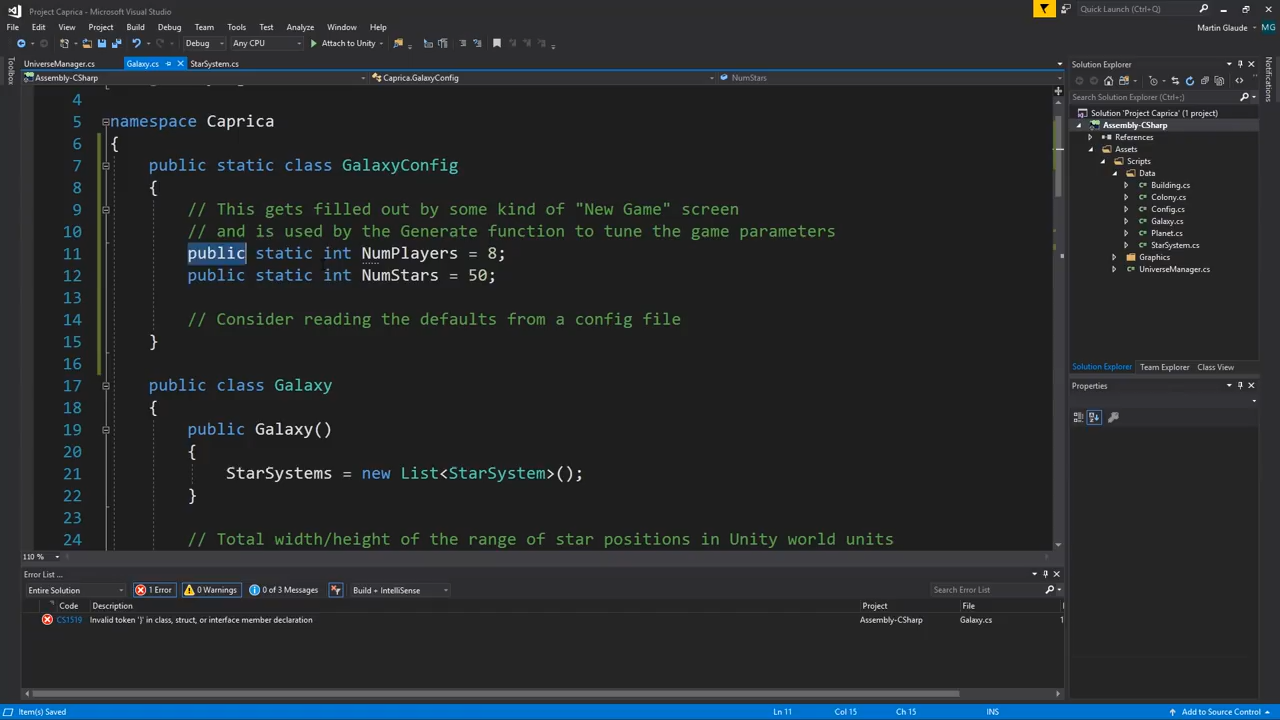 Project Caprica - Microsoft Visual Studio
Quick Launch (Ctrl+Q)
File Edit View Project Build Debug Team Tools Test Analyze Window Help
Martin Glaude MG
Debug Any CPU Attach to Unity
Toolbox
UniverseManager.cs Galaxy.cs StarSystem.cs
Assembly-CSharp Caprica.GalaxyConfig NumStars
4
5 namespace Caprica
6 {
7 public static class GalaxyConfig
8 {
9 // This gets filled out by some kind of "New Game" screen
10 // and is used by the Generate function to tune the game parameters
11 public static int NumPlayers = 8;
12 public static int NumStars = 50;
13
14 // Consider reading the defaults from a config file
15 }
16
17 public class Galaxy
18 {
19 public Galaxy()
20 {
21 StarSystems = new List<StarSystem>();
22 }
23
24 // Total width/height of the range of star positions in Unity world units
110 %
Solution Explorer
Search Solution Explorer (Ctrl+;)
Solution 'Project Caprica' (1 project)
Assembly-CSharp
References
Assets
Scripts
Data
Building.cs
Colony.cs
Config.cs
Galaxy.cs
Planet.cs
StarSystem.cs
Graphics
UniverseManager.cs
Solution Explorer Team Explorer Class View
Properties
Notifications
Error List ...
Entire Solution 1 Error 0 Warnings 0 of 3 Messages Build + IntelliSense Search Error List
Code Description Project File
CS1519 Invalid token '}' in class, struct, or interface member declaration Assembly-CSharp Galaxy.cs 1
Item(s) Saved Ln 11 Col 15 Ch 15 INS Add to Source Control